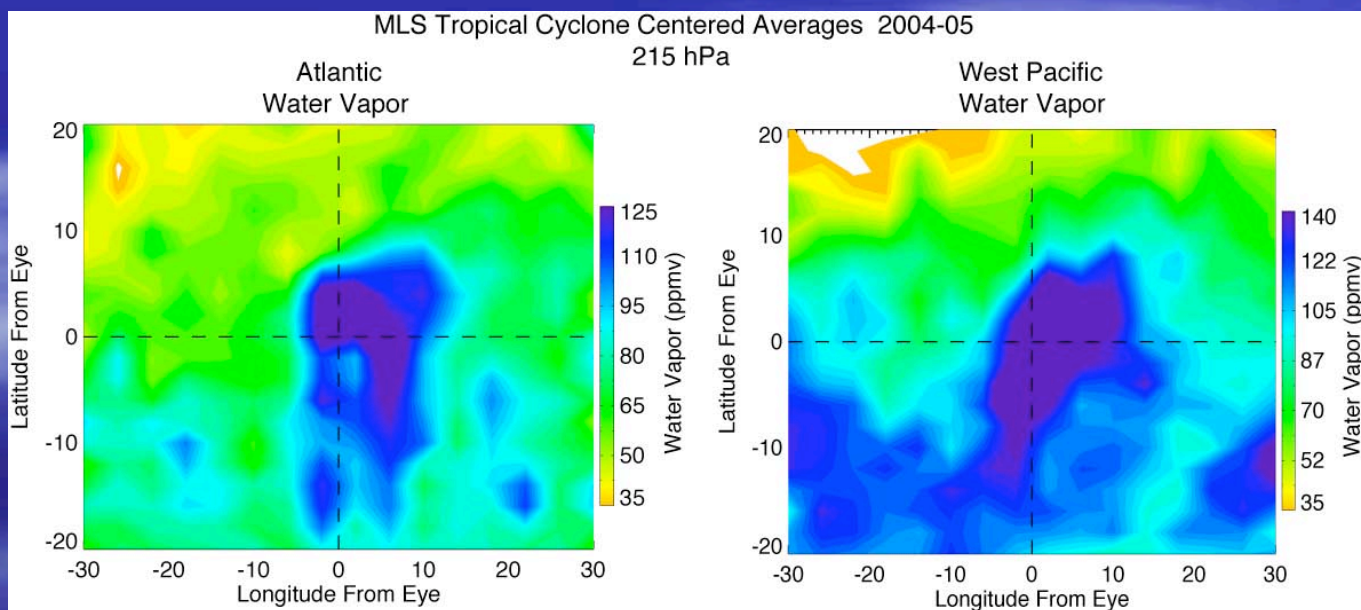 MLS Tropical Cyclone Centered Averages 2004-05
215 hPa
Atlantic
Water Vapor
20
10
0
-10
-20
Latitude From Eye
-30 -20 -10 0 10 20 30
Longitude From Eye
125
110
95
80
65
50
35
Water Vapor (ppmv)
West Pacific
Water Vapor
20
10
0
-10
-20
Latitude From Eye
-30 -20 -10 0 10 20 30
Longitude From Eye
140
122
105
87
70
52
35
Water Vapor (ppmv)